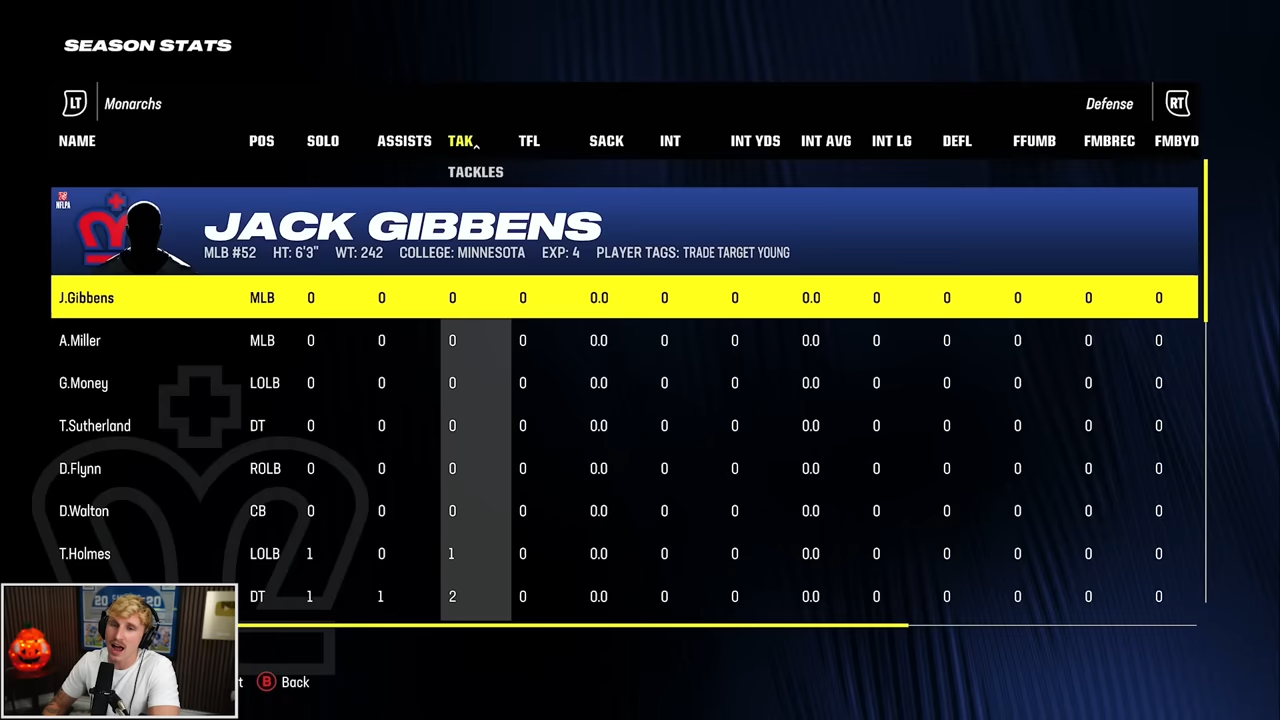 SEASON STATS
LT Monarchs Defense RT
NAME POS SOLO ASSISTS TAK TFL SACK INT INT YDS INT AVG INT LG DEFL FFUMB FMBREC FMBYD
TACKLES
NFLPA
JACK GIBBENS
MLB #52 HT: 6'3" WT: 242 COLLEGE: MINNESOTA EXP: 4 PLAYER TAGS: TRADE TARGET YOUNG
J.Gibbens MLB 0 0 0 0 0.0 0 0 0.0 0 0 0 0 0
A.Miller MLB 0 0 0 0 0.0 0 0 0.0 0 0 0 0 0
G.Money LOLB 0 0 0 0 0.0 0 0 0.0 0 0 0 0 0
T.Sutherland DT 0 0 0 0 0.0 0 0 0.0 0 0 0 0 0
D.Flynn ROLB 0 0 0 0 0.0 0 0 0.0 0 0 0 0 0
D.Walton CB 0 0 0 0 0.0 0 0 0.0 0 0 0 0 0
T.Holmes LOLB 1 0 1 0 0.0 0 0 0.0 0 0 0 0 0
DT 1 1 2 0 0.0 0 0 0.0 0 0 0 0 0
20 20
t B Back